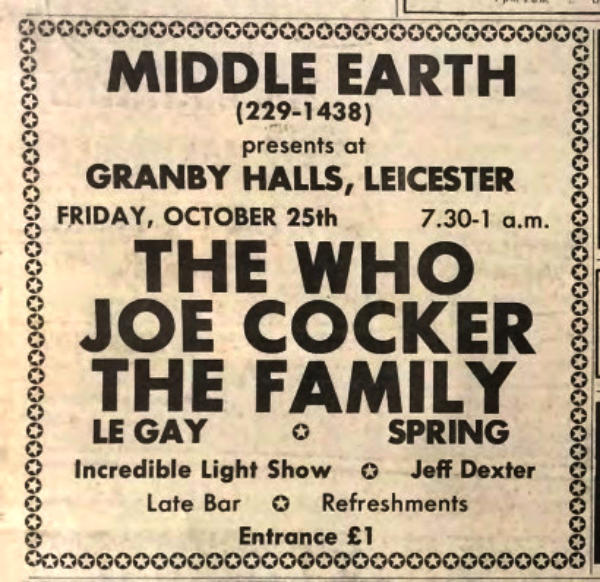 MIDDLE EARTH
(229-1438)
presents at
GRANBY HALLS, LEICESTER
FRIDAY, OCTOBER 25th 7.30-1 a.m.
THE WHO
JOE COCKER
THE FAMILY
LE GAY ✪ SPRING
Incredible Light Show ✪ Jeff Dexter
Late Bar ✪ Refreshments
Entrance £1